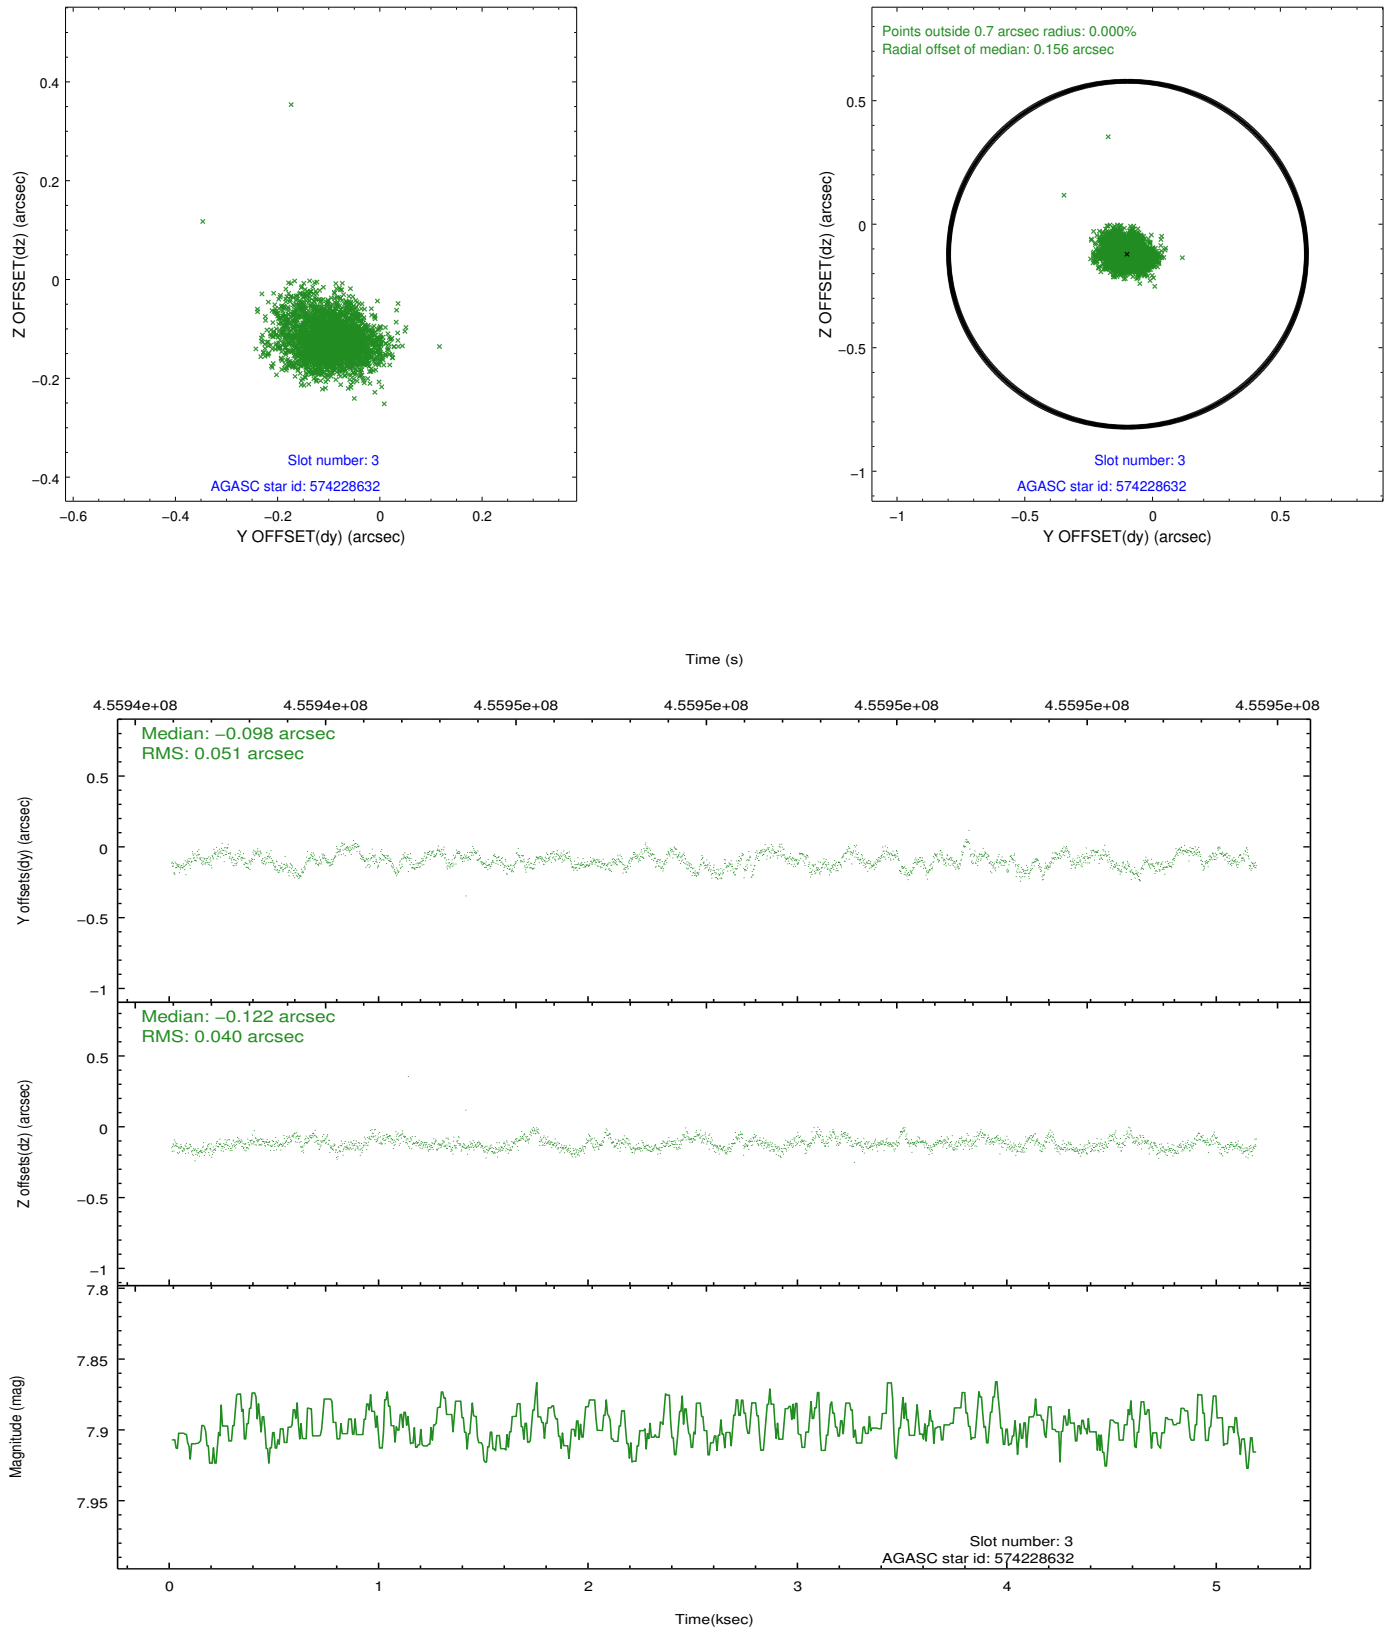 0.4
0.2
0
−0.2
−0.4
Z OFFSET(dz) (arcsec)
Slot number: 3
AGASC star id: 574228632
−0.6 −0.4 −0.2 0 0.2
Y OFFSET(dy) (arcsec)
Points outside 0.7 arcsec radius: 0.000%
Radial offset of median: 0.156 arcsec
0.5
0
−0.5
−1
Z OFFSET(dz) (arcsec)
Slot number: 3
AGASC star id: 574228632
−1 −0.5 0 0.5
Y OFFSET(dy) (arcsec)
Time (s)
4.5594e+08 4.5594e+08 4.5595e+08 4.5595e+08 4.5595e+08 4.5595e+08 4.5595e+08
Median: −0.098 arcsec
RMS: 0.051 arcsec
0.5
0
−0.5
−1
Y offsets(dy) (arcsec)
Median: −0.122 arcsec
RMS: 0.040 arcsec
0.5
0
−0.5
−1
Z offsets(dz) (arcsec)
7.8
7.85
7.9
7.95
Magnitude (mag)
Slot number: 3
AGASC star id: 574228632
0 1 2 3 4 5
Time(ksec)